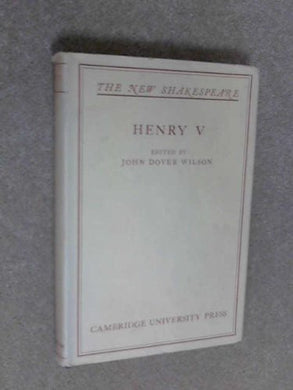 THE NEW SHAKESPEARE
HENRY V
EDITED BY
JOHN DOVER WILSON
CAMBRIDGE UNIVERSITY PRESS